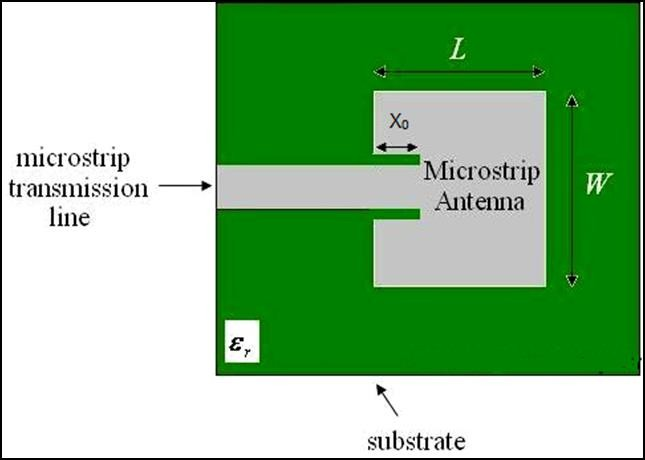 L
X₀
microstrip
transmission
line
Microstrip
Antenna
W
εᵣ
substrate